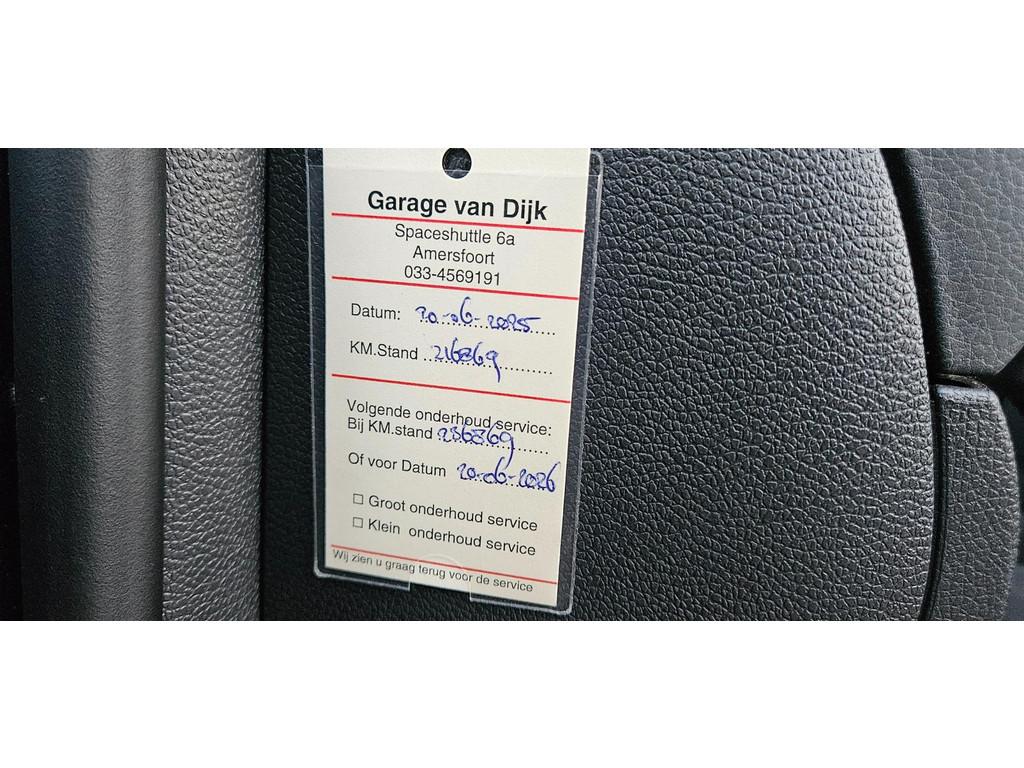 Garage van Dijk
Spaceshuttle 6a
Amersfoort
033-4569191
Datum: 20-06-2025
KM.Stand 216869
Volgende onderhoud service:
Bij KM.stand 236869
Of voor Datum 20-06-2026
☐ Groot onderhoud service
☐ Klein onderhoud service
Wij zien u graag terug voor de service